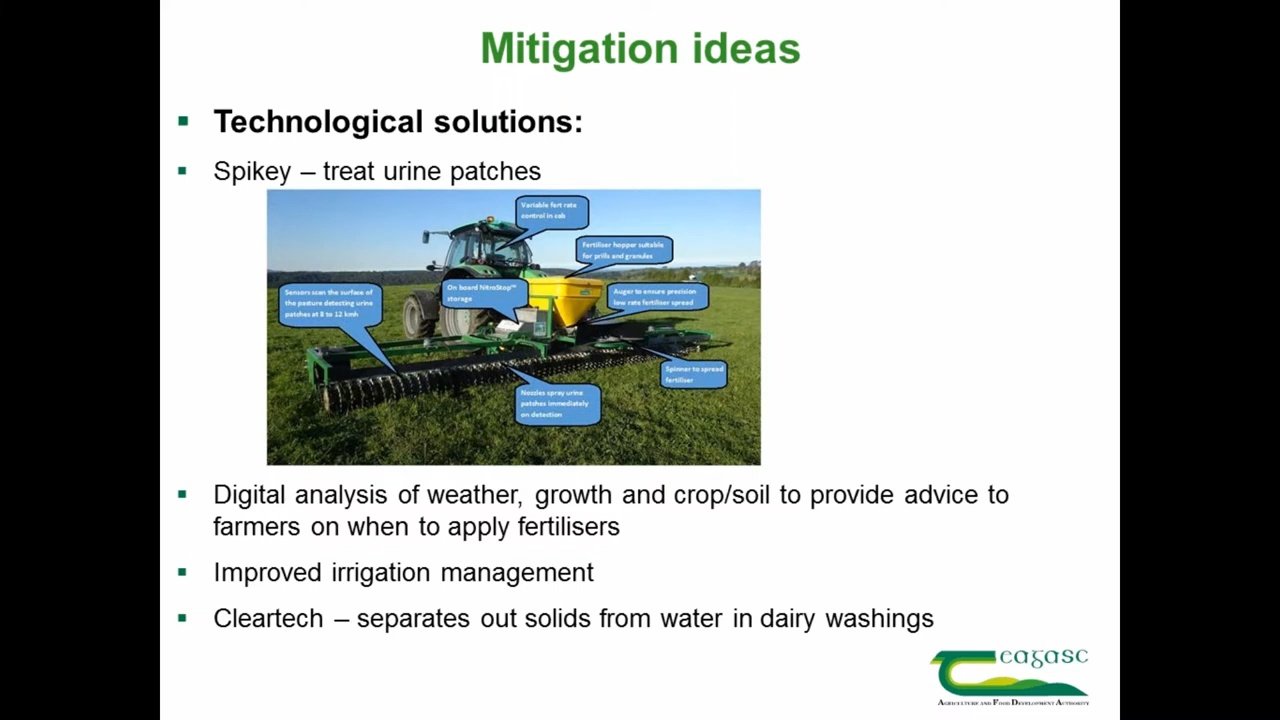 Mitigation ideas
Technological solutions:
Spikey – treat urine patches
Variable fert rate
control in cab
Fertiliser hopper suitable
for prills and granules
Sensors scan the surface of
the pasture detecting urine
patches at 8 to 12 kmh
On board NitroStop™
storage
Auger to ensure precision
low rate fertiliser spread
Spinner to spread
fertiliser
Nozzles spray urine
patches immediately
on detection
Digital analysis of weather, growth and crop/soil to provide advice to
farmers on when to apply fertilisers
Improved irrigation management
Cleartech – separates out solids from water in dairy washings
eagasc
AGRICULTURE AND FOOD DEVELOPMENT AUTHORITY